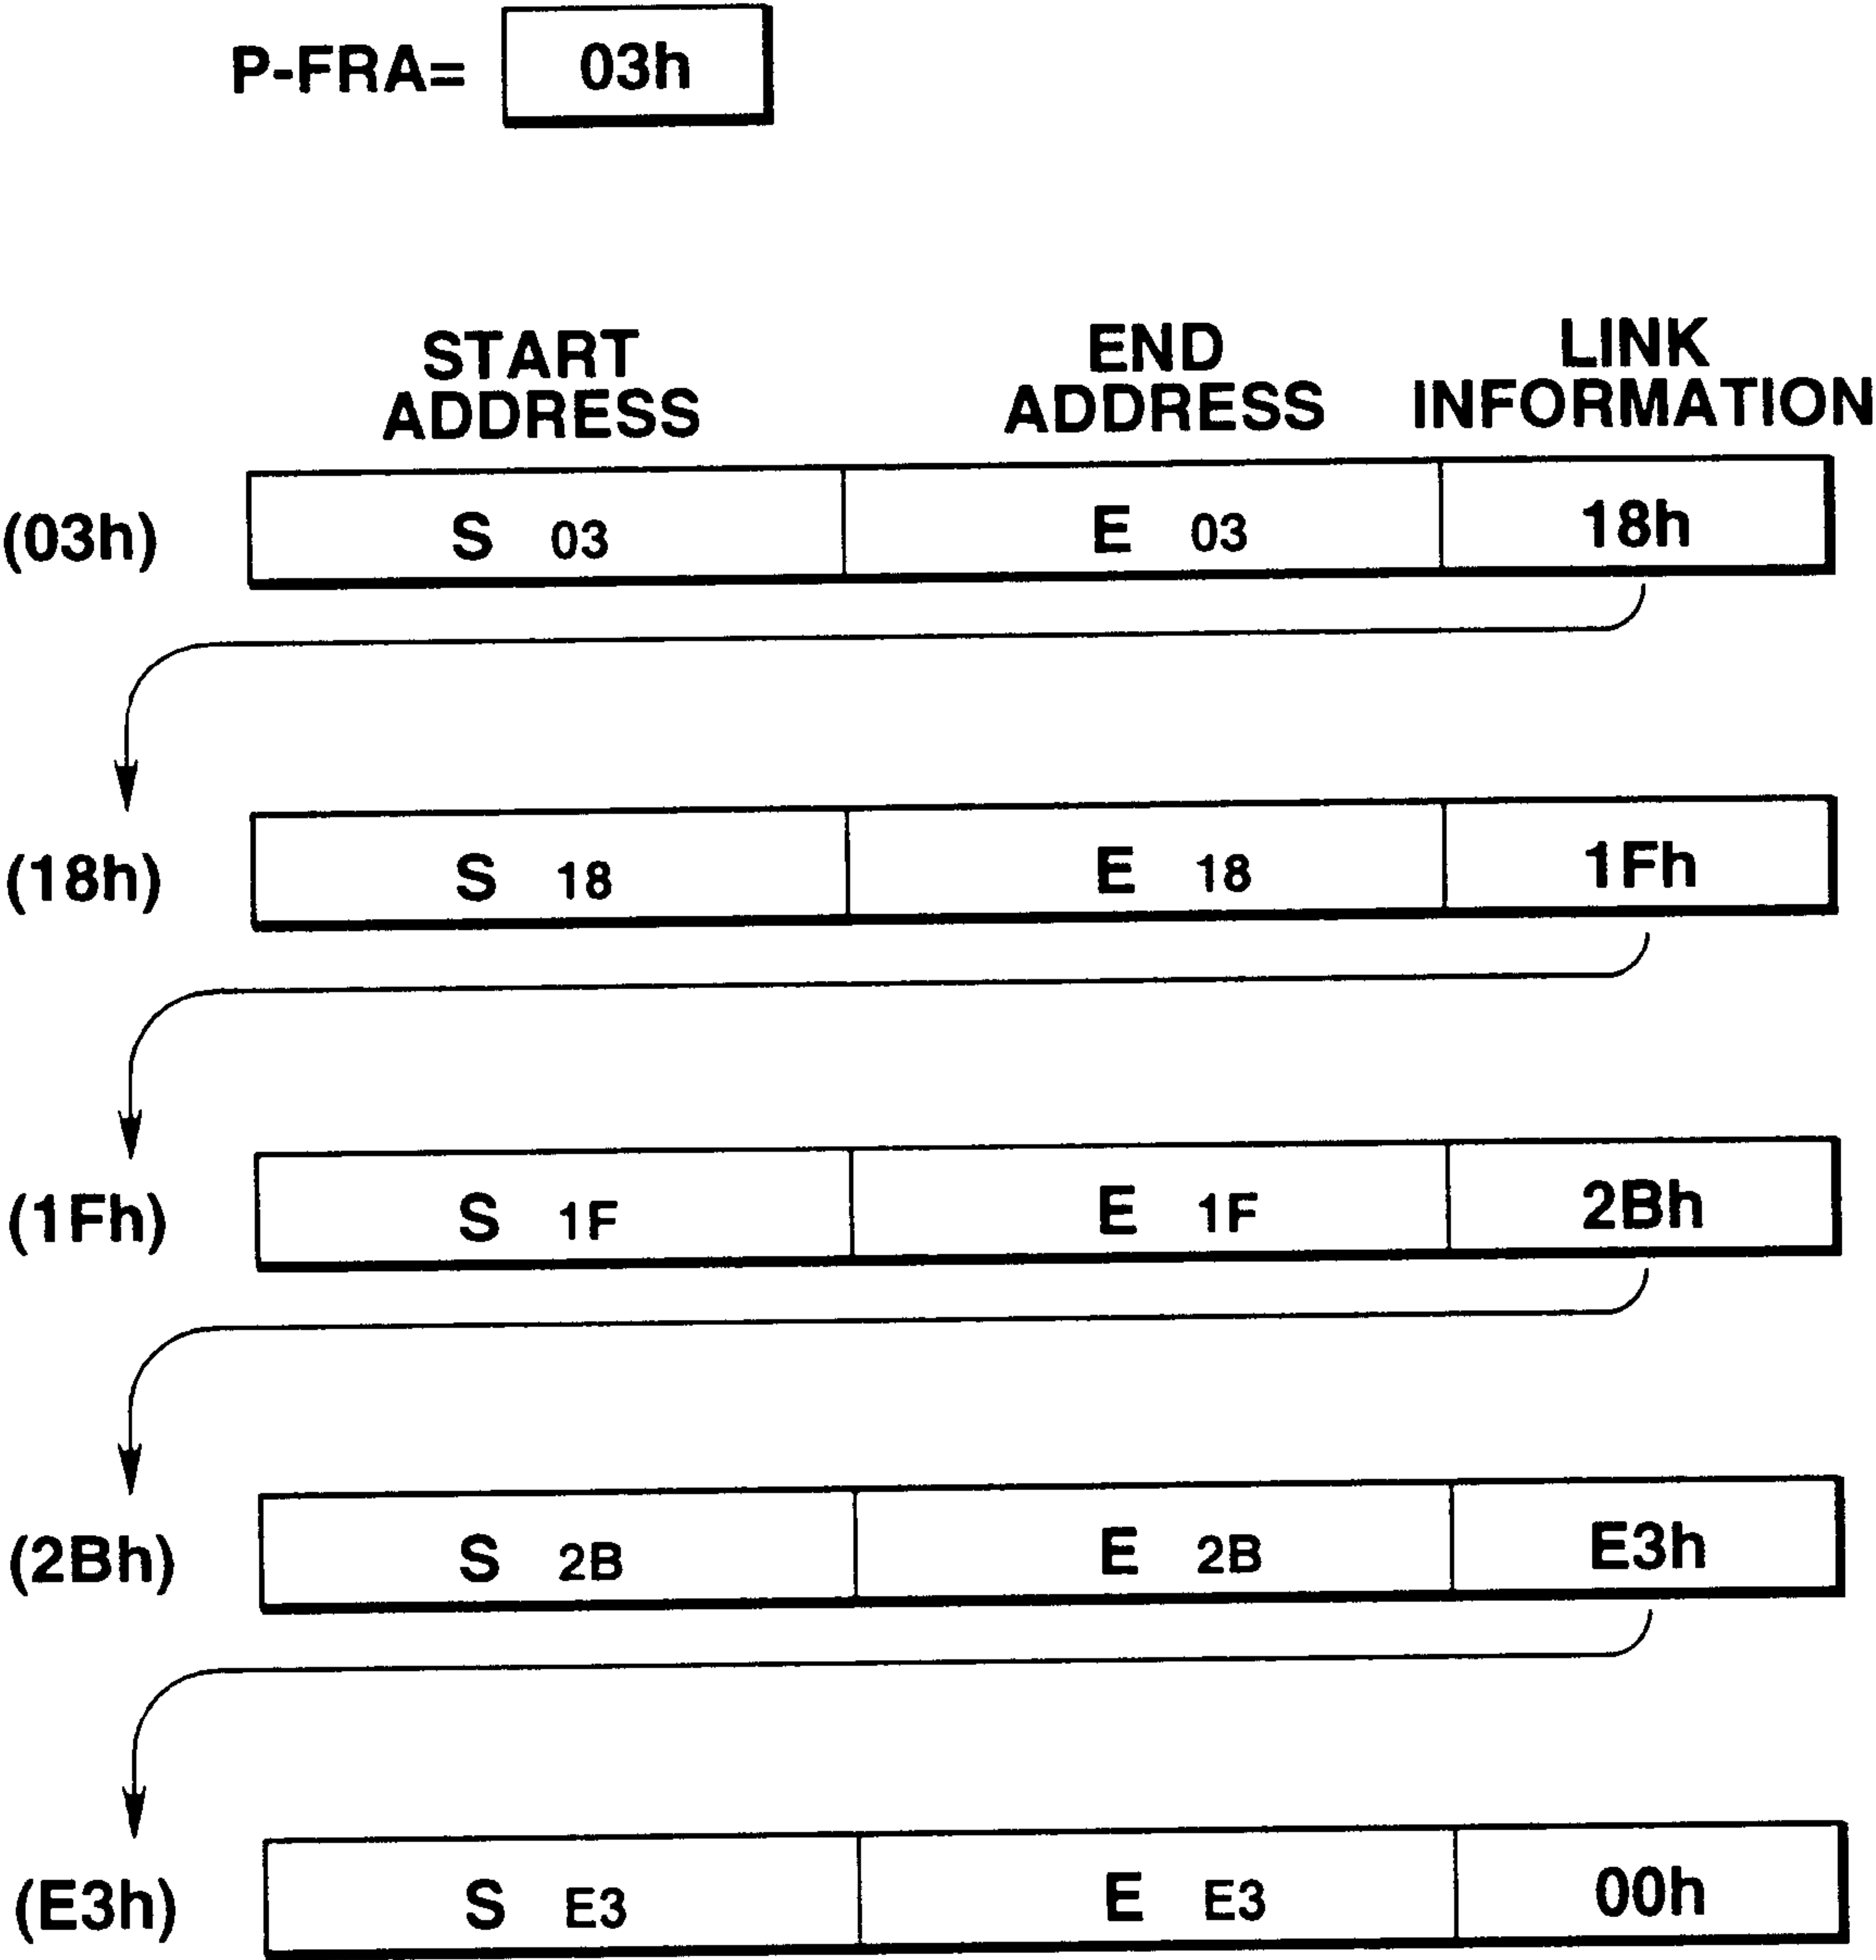 P-FRA= 03h
START ADDRESS
END ADDRESS
LINK INFORMATION
(03h) S 03 E 03 18h
(18h) S 18 E 18 1Fh
(1Fh) S 1F E 1F 2Bh
(2Bh) S 2B E 2B E3h
(E3h) S E3 E E3 00h